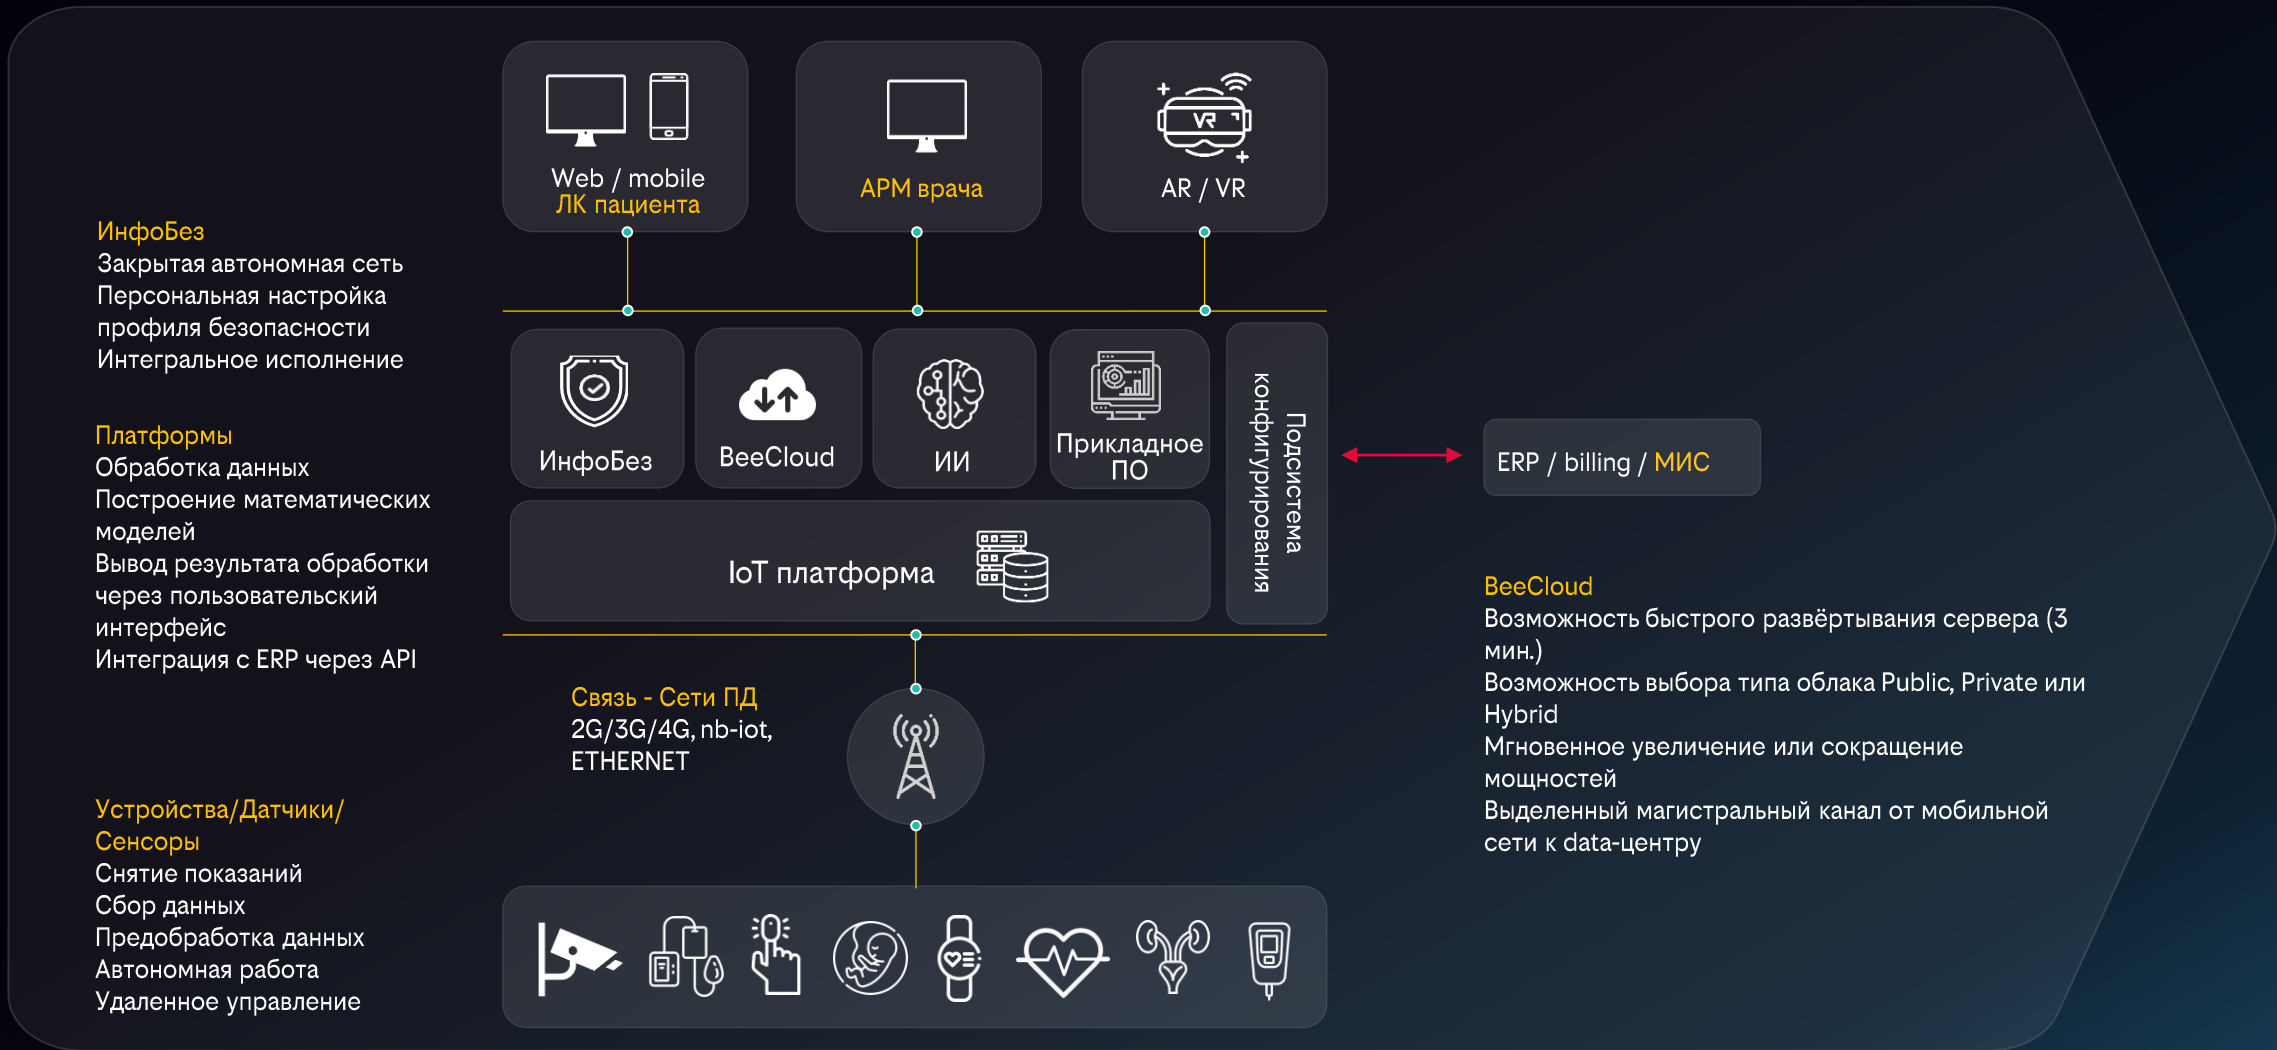 Web / mobile
ЛК пациента
АРМ врача
VR
AR / VR
ИнфоБез
Закрытая автономная сеть
Персональная настройка
профиля безопасности
Интегральное исполнение
Платформы
Обработка данных
Построение математических
моделей
Вывод результата обработки
через пользовательский
интерфейс
Интеграция с ERP через API
Устройства/Датчики/
Сенсоры
Снятие показаний
Сбор данных
Предобработка данных
Автономная работа
Удаленное управление
ИнфоБез
BeeCloud
ИИ
Прикладное
ПО
Подсистема
конфигурирования
IoT платформа
Связь - Сети ПД
2G/3G/4G, nb-iot,
ETHERNET
ERP / billing / МИС
BeeCloud
Возможность быстрого развёртывания сервера (3
мин.)
Возможность выбора типа облака Public, Private или
Hybrid
Мгновенное увеличение или сокращение
мощностей
Выделенный магистральный канал от мобильной
сети к data-центру